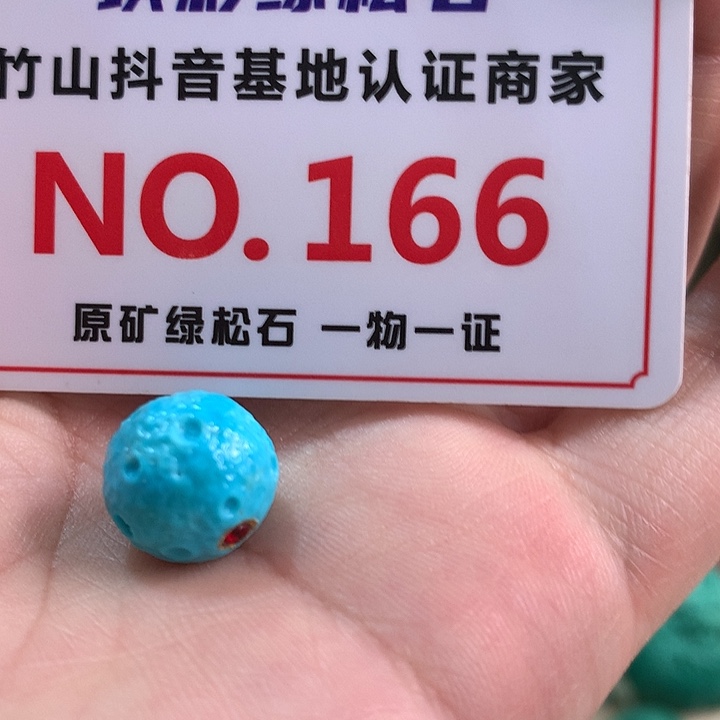 竹山抖音基地认证商家
NO.166
原矿绿松石 一物一证